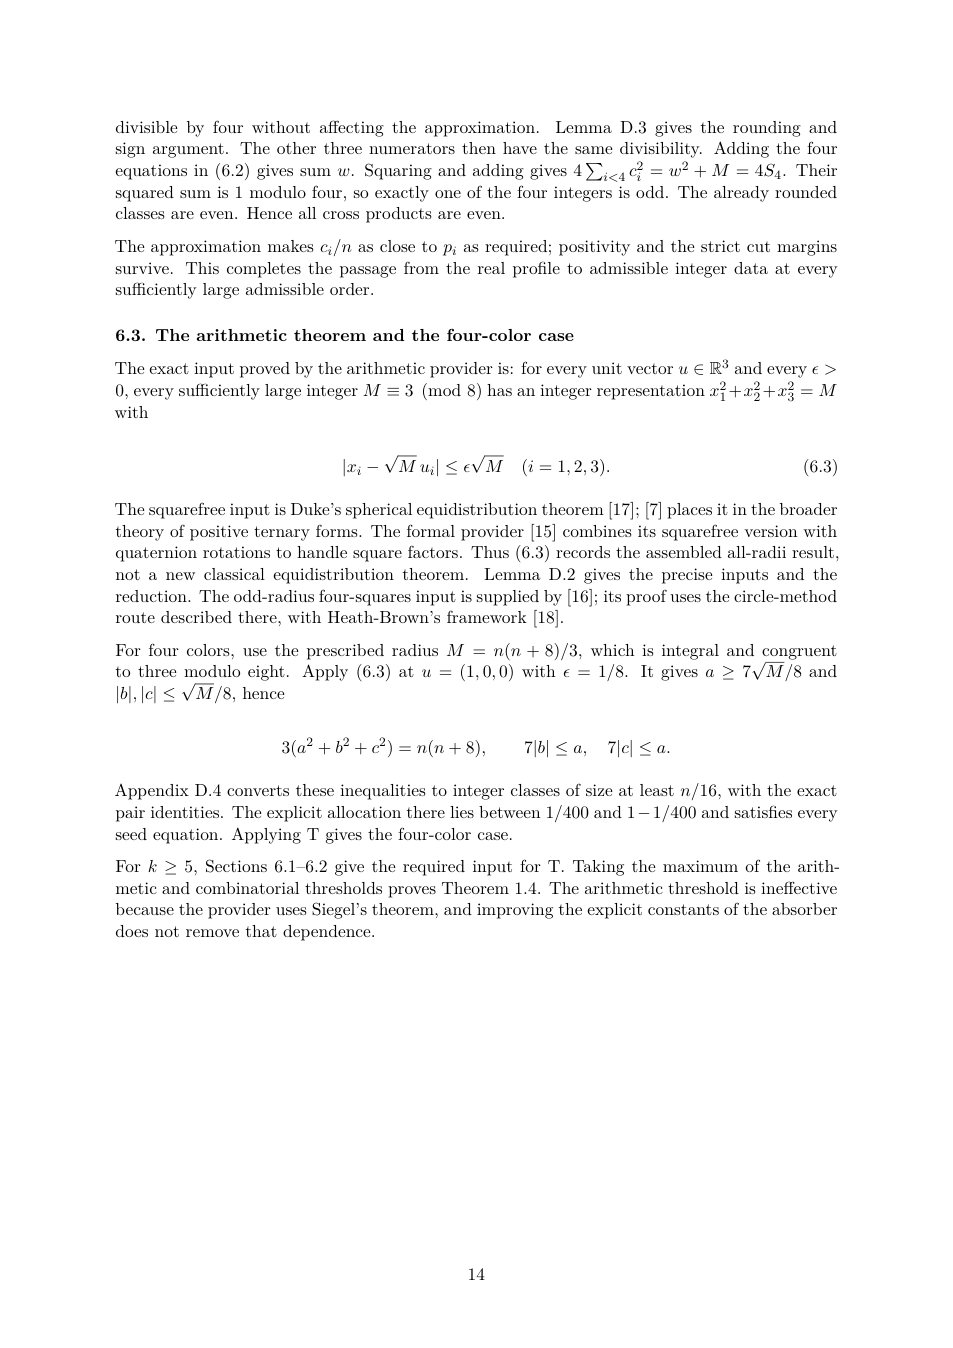 divisible by four without affecting the approximation. Lemma D.3 gives the rounding and
sign argument. The other three numerators then have the same divisibility. Adding the four
equations in (6.2) gives sum w. Squaring and adding gives 4 ∑_{i<4} c_i^2 = w^2 + M = 4S_4. Their
squared sum is 1 modulo four, so exactly one of the four integers is odd. The already rounded
classes are even. Hence all cross products are even.
The approximation makes c_i/n as close to p_i as required; positivity and the strict cut margins
survive. This completes the passage from the real profile to admissible integer data at every
sufficiently large admissible order.
6.3. The arithmetic theorem and the four-color case
The exact input proved by the arithmetic provider is: for every unit vector u ∈ ℝ^3 and every ϵ >
0, every sufficiently large integer M ≡ 3 (mod 8) has an integer representation x_1^2+x_2^2+x_3^2 = M
with
|x_i − √M u_i| ≤ ϵ√M (i = 1, 2, 3). (6.3)
The squarefree input is Duke's spherical equidistribution theorem [17]; [7] places it in the broader
theory of positive ternary forms. The formal provider [15] combines its squarefree version with
quaternion rotations to handle square factors. Thus (6.3) records the assembled all-radii result,
not a new classical equidistribution theorem. Lemma D.2 gives the precise inputs and the
reduction. The odd-radius four-squares input is supplied by [16]; its proof uses the circle-method
route described there, with Heath-Brown's framework [18].
For four colors, use the prescribed radius M = n(n + 8)/3, which is integral and congruent
to three modulo eight. Apply (6.3) at u = (1, 0, 0) with ϵ = 1/8. It gives a ≥ 7√M/8 and
|b|, |c| ≤ √M/8, hence
3(a^2 + b^2 + c^2) = n(n + 8), 7|b| ≤ a, 7|c| ≤ a.
Appendix D.4 converts these inequalities to integer classes of size at least n/16, with the exact
pair identities. The explicit allocation there lies between 1/400 and 1−1/400 and satisfies every
seed equation. Applying T gives the four-color case.
For k ≥ 5, Sections 6.1–6.2 give the required input for T. Taking the maximum of the arith-
metic and combinatorial thresholds proves Theorem 1.4. The arithmetic threshold is ineffective
because the provider uses Siegel's theorem, and improving the explicit constants of the absorber
does not remove that dependence.
14